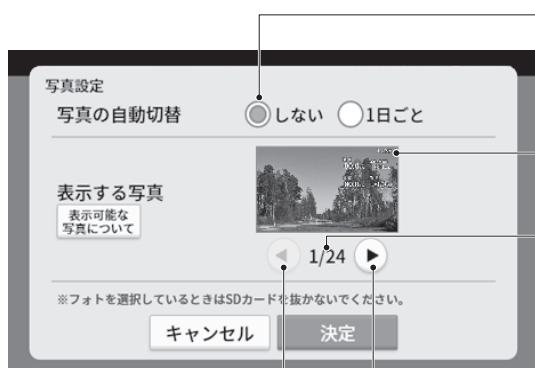 写真設定
写真の自動切替
しない
1日ごと
表示する写真
表示可能な
写真について
1/24
※フォトを選択しているときはSDカードを抜かないでください。
キャンセル
決定